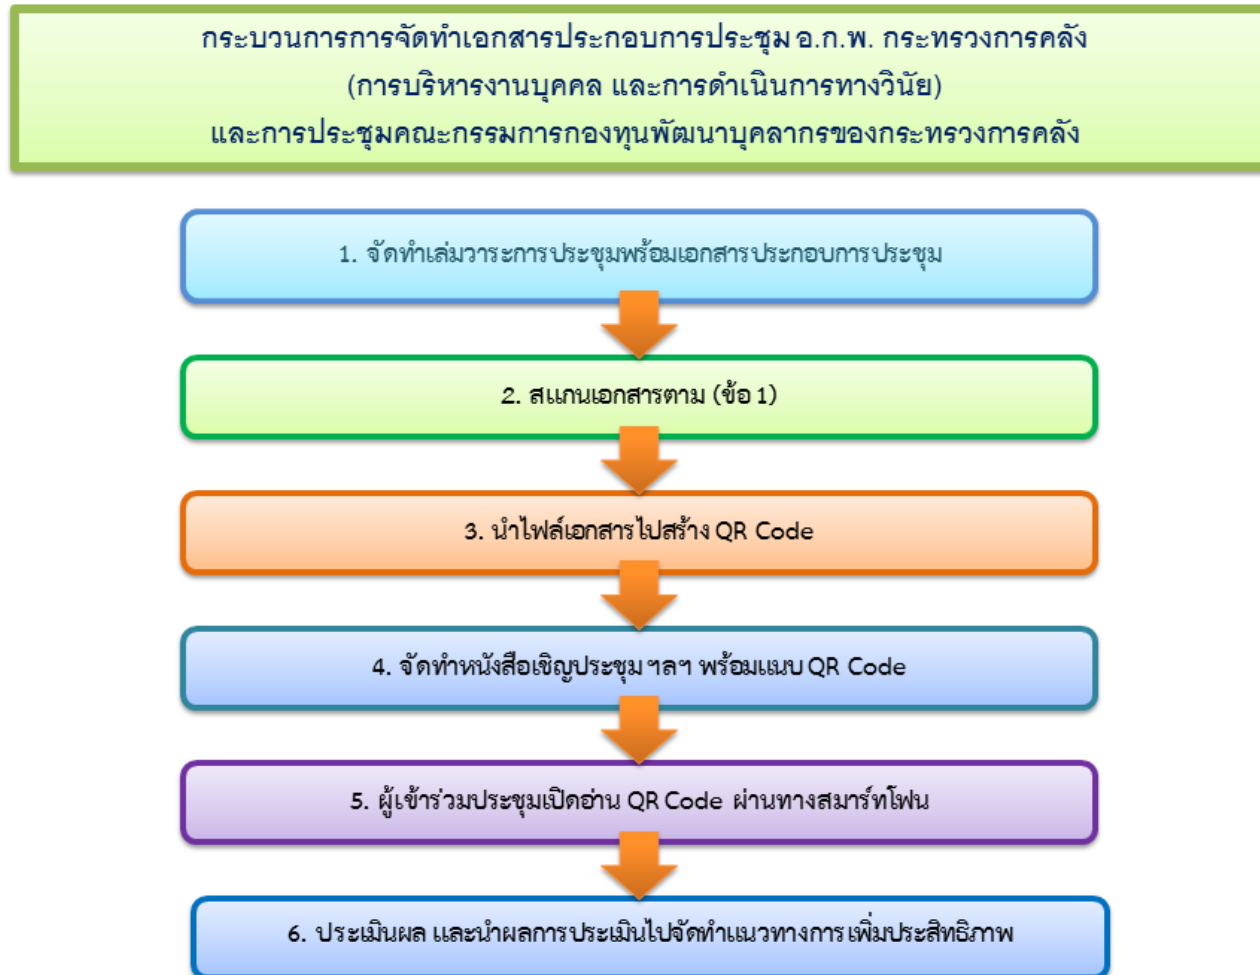 กระบวนการการจัดทำเอกสารประกอบการประชุม อ.ก.พ. กระทรวงการคลัง
(การบริหารงานบุคคล และการดำเนินการทางวินัย)
และการประชุมคณะกรรมการกองทุนพัฒนาบุคลากรของกระทรวงการคลัง
1. จัดทำเล่มวาระการประชุมพร้อมเอกสารประกอบการประชุม
2. สแกนเอกสารตาม (ข้อ 1)
3. นำไฟล์เอกสารไปสร้าง QR Code
4. จัดทำหนังสือเชิญประชุม ฯลฯ พร้อมแนบ QR Code
5. ผู้เข้าร่วมประชุมเปิดอ่าน QR Code ผ่านทางสมาร์ทโฟน
6. ประเมินผล และนำผลการประเมินไปจัดทำแนวทางการเพิ่มประสิทธิภาพ